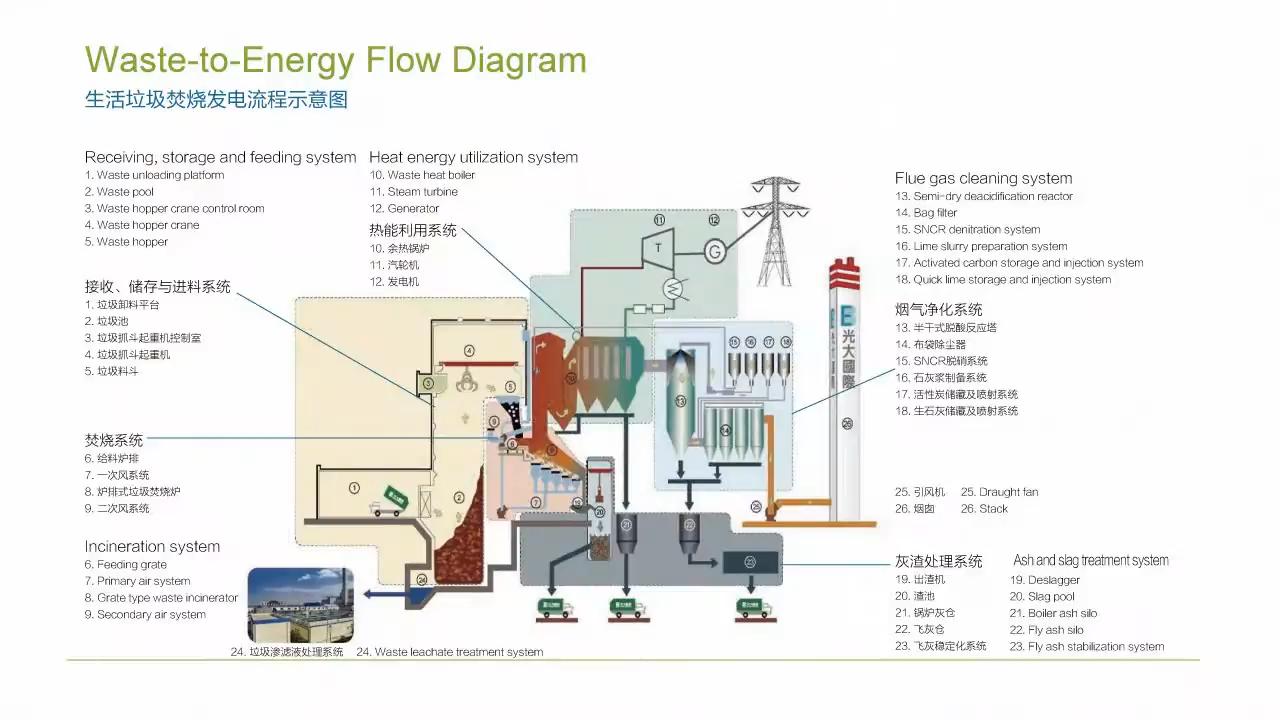 Waste-to-Energy Flow Diagram
生活垃圾焚烧发电流程示意图
Receiving, storage and feeding system
1. Waste unloading platform
2. Waste pool
3. Waste hopper crane control room
4. Waste hopper crane
5. Waste hopper
接收、储存与进料系统
1. 垃圾卸料平台
2. 垃圾池
3. 垃圾抓斗起重机控制室
4. 垃圾抓斗起重机
5. 垃圾料斗
焚烧系统
6. 给料炉排
7. 一次风系统
8. 炉排式垃圾焚烧炉
9. 二次风系统
Incineration system
6. Feeding grate
7. Primary air system
8. Grate type waste incinerator
9. Secondary air system
Heat energy utilization system
10. Waste heat boiler
11. Steam turbine
12. Generator
热能利用系统
10. 余热锅炉
11. 汽轮机
12. 发电机
T
G
光大國際
Flue gas cleaning system
13. Semi-dry deacidification reactor
14. Bag filter
15. SNCR denitration system
16. Lime slurry preparation system
17. Activated carbon storage and injection system
18. Quick lime storage and injection system
烟气净化系统
13. 半干式脱酸反应塔
14. 布袋除尘器
15. SNCR脱硝系统
16. 石灰浆制备系统
17. 活性炭储藏及喷射系统
18. 生石灰储藏及喷射系统
25. 引风机 25. Draught fan
26. 烟囱 26. Stack
灰渣处理系统 Ash and slag treatment system
19. 出渣机 19. Deslagger
20. 渣池 20. Slag pool
21. 锅炉灰仓 21. Boiler ash silo
22. 飞灰仓 22. Fly ash silo
23. 飞灰稳定化系统 23. Fly ash stabilization system
24. 垃圾渗滤液处理系统 24. Waste leachate treatment system